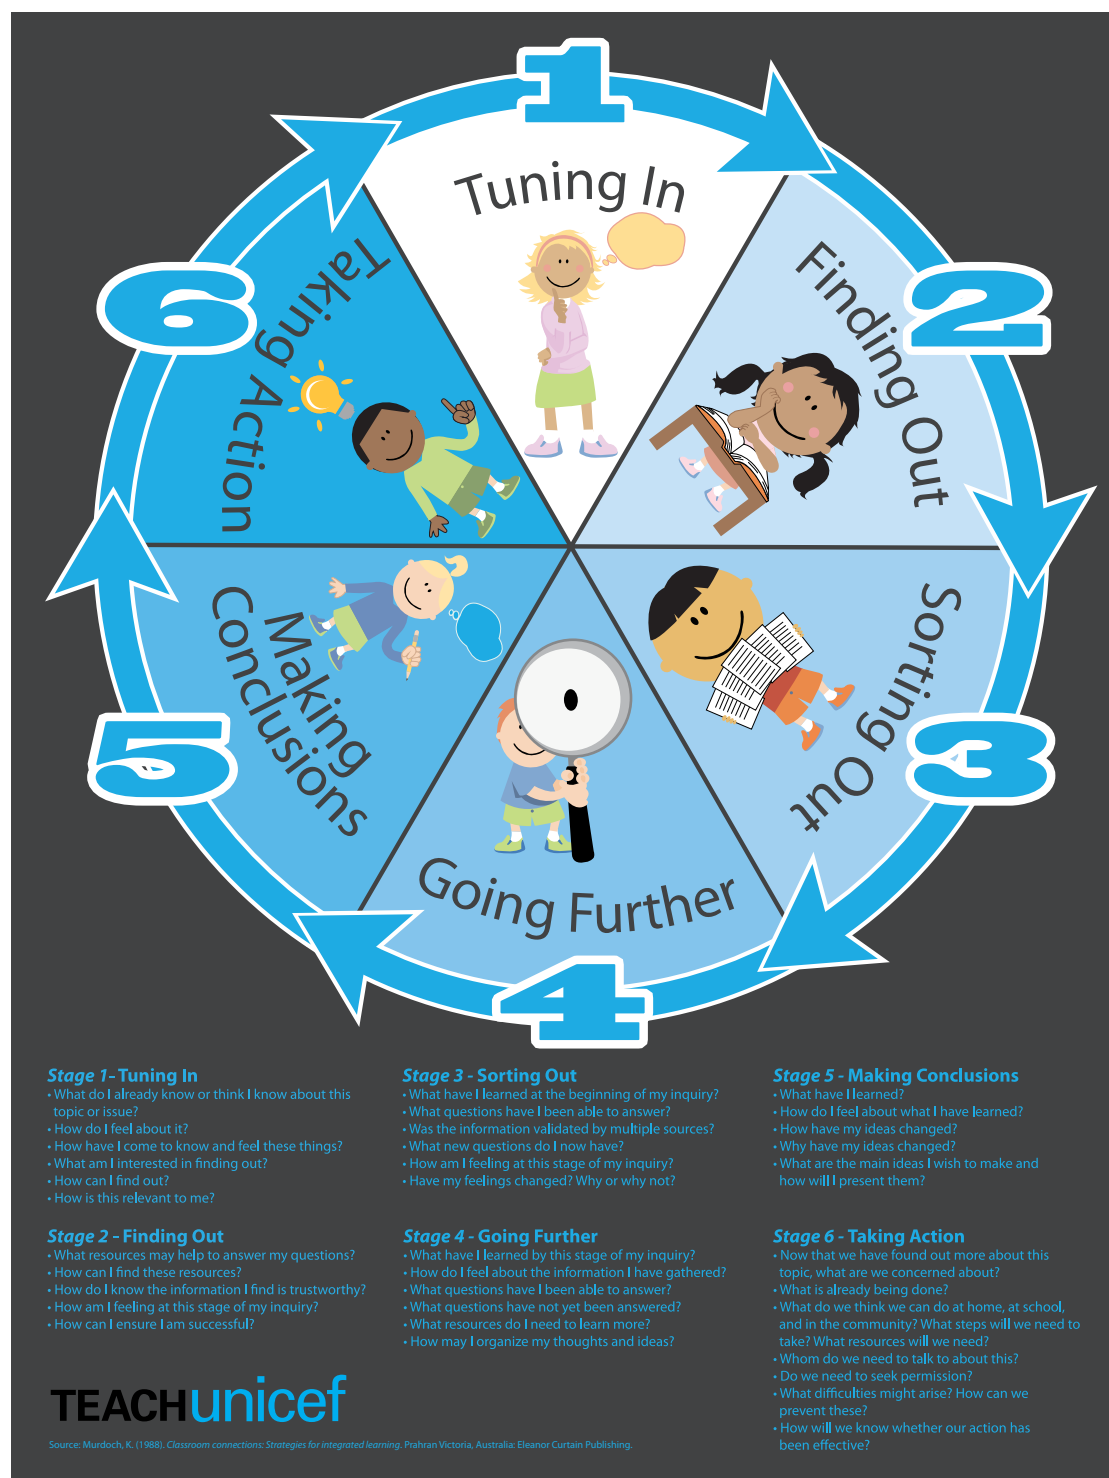 1
Tuning In
2
Finding Out
3
Sorting Out
4
Going Further
5
Making
Conclusions
6
Taking Action
Stage 1- Tuning In
• What do I already know or think I know about this
topic or issue?
• How do I feel about it?
• How have I come to know and feel these things?
• What am I interested in finding out?
• How can I find out?
• How is this relevant to me?
Stage 2 - Finding Out
• What resources may help to answer my questions?
• How can I find these resources?
• How do I know the information I find is trustworthy?
• How am I feeling at this stage of my inquiry?
• How can I ensure I am successful?
Stage 3 - Sorting Out
• What have I learned at the beginning of my inquiry?
• What questions have I been able to answer?
• Was the information validated by multiple sources?
• What new questions do I now have?
• How am I feeling at this stage of my inquiry?
• Have my feelings changed? Why or why not?
Stage 4 - Going Further
• What have I learned by this stage of my inquiry?
• How do I feel about the information I have gathered?
• What questions have I been able to answer?
• What questions have not yet been answered?
• What resources do I need to learn more?
• How may I organize my thoughts and ideas?
Stage 5 - Making Conclusions
• What have I learned?
• How do I feel about what I have learned?
• How have my ideas changed?
• Why have my ideas changed?
• What are the main ideas I wish to make and
how will I present them?
Stage 6 - Taking Action
• Now that we have found out more about this
topic, what are we concerned about?
• What is already being done?
• What do we think we can do at home, at school,
and in the community? What steps will we need to
take? What resources will we need?
• Whom do we need to talk to about this?
• Do we need to seek permission?
• What difficulties might arise? How can we
prevent these?
• How will we know whether our action has
been effective?
TEACHunicef
Source: Murdoch, K. (1988). Classroom connections: Strategies for integrated learning. Prahran Victoria, Australia: Eleanor Curtain Publishing.